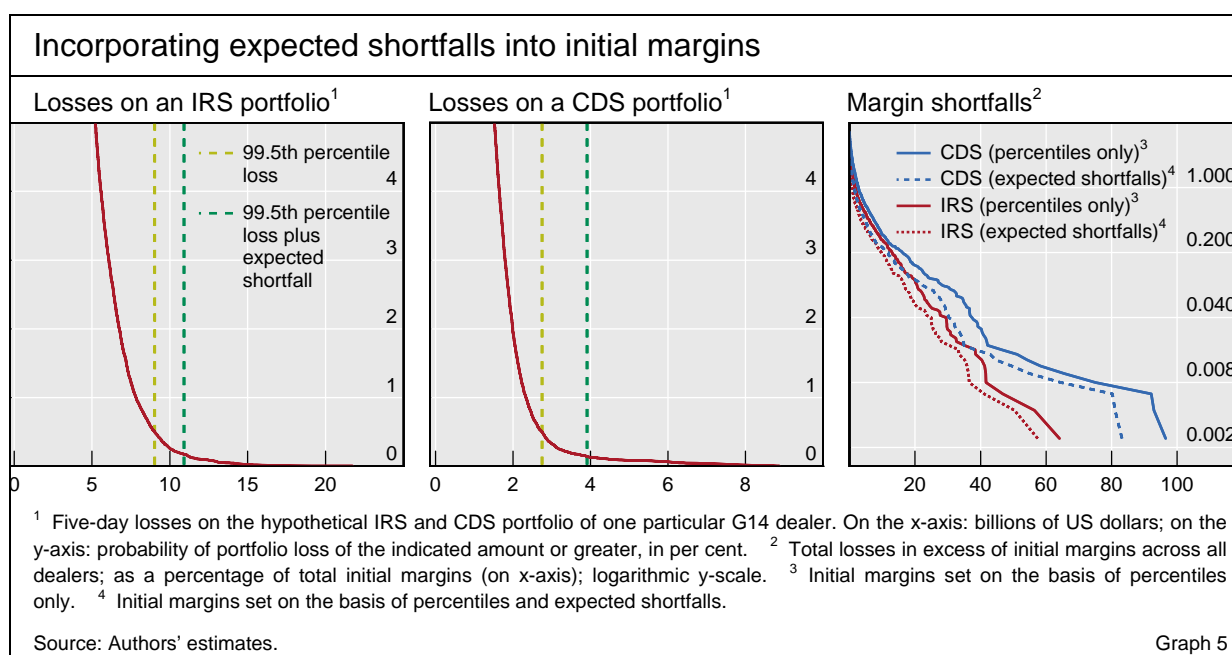 Incorporating expected shortfalls into initial margins
Losses on an IRS portfolio1
99.5th percentile
loss
99.5th percentile
loss plus
expected
shortfall
4
3
2
1
0
0 5 10 15 20
Losses on a CDS portfolio1
4
3
2
1
0
0 2 4 6 8
Margin shortfalls2
CDS (percentiles only)3
CDS (expected shortfalls)4
IRS (percentiles only)3
IRS (expected shortfalls)4
1.000
0.200
0.040
0.008
0.002
20 40 60 80 100
1 Five-day losses on the hypothetical IRS and CDS portfolio of one particular G14 dealer. On the x-axis: billions of US dollars; on the
y-axis: probability of portfolio loss of the indicated amount or greater, in per cent. 2 Total losses in excess of initial margins across all
dealers; as a percentage of total initial margins (on x-axis); logarithmic y-scale. 3 Initial margins set on the basis of percentiles
only. 4 Initial margins set on the basis of percentiles and expected shortfalls.
Source: Authors' estimates. Graph 5